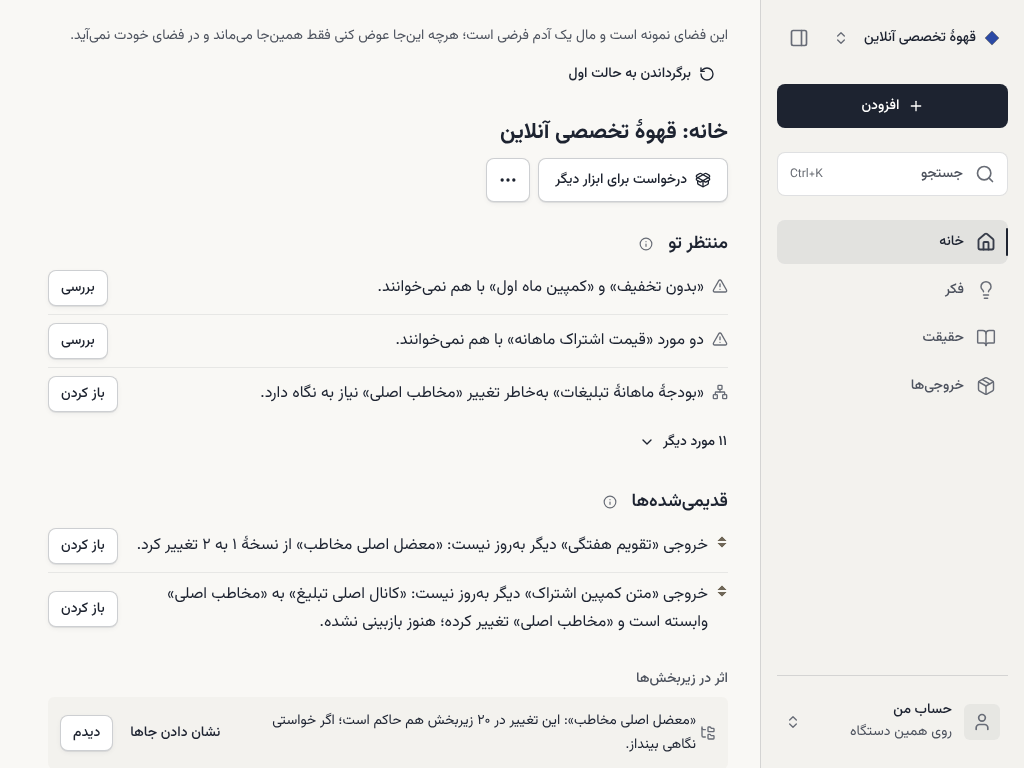 قهوهٔ تخصصی آنلاین
افزودن
جستجو
Ctrl+K
خانه
فکر
حقیقت
خروجی‌ها
حساب من
روی همین دستگاه
این فضای نمونه است و مال یک آدم فرضی است؛ هرچه این‌جا عوض کنی فقط همین‌جا می‌ماند و در فضای خودت نمی‌آید.
برگرداندن به حالت اول
خانه: قهوهٔ تخصصی آنلاین
درخواست برای ابزار دیگر
منتظر تو
«بدون تخفیف» و «کمپین ماه اول» با هم نمی‌خوانند.
بررسی
دو مورد «قیمت اشتراک ماهانه» با هم نمی‌خوانند.
بررسی
«بودجهٔ ماهانهٔ تبلیغات» به‌خاطر تغییر «مخاطب اصلی» نیاز به نگاه دارد.
باز کردن
۱۱ مورد دیگر
قدیمی‌شده‌ها
خروجی «تقویم هفتگی» دیگر به‌روز نیست: «معضل اصلی مخاطب» از نسخهٔ ۱ به ۲ تغییر کرد.
باز کردن
خروجی «متن کمپین اشتراک» دیگر به‌روز نیست: «کانال اصلی تبلیغ» به «مخاطب اصلی»
وابسته است و «مخاطب اصلی» تغییر کرده؛ هنوز بازبینی نشده.
باز کردن
اثر در زیربخش‌ها
«معضل اصلی مخاطب»: این تغییر در ۲۰ زیربخش هم حاکم است؛ اگر خواستی
نگاهی بینداز.
نشان دادن جاها
دیدم